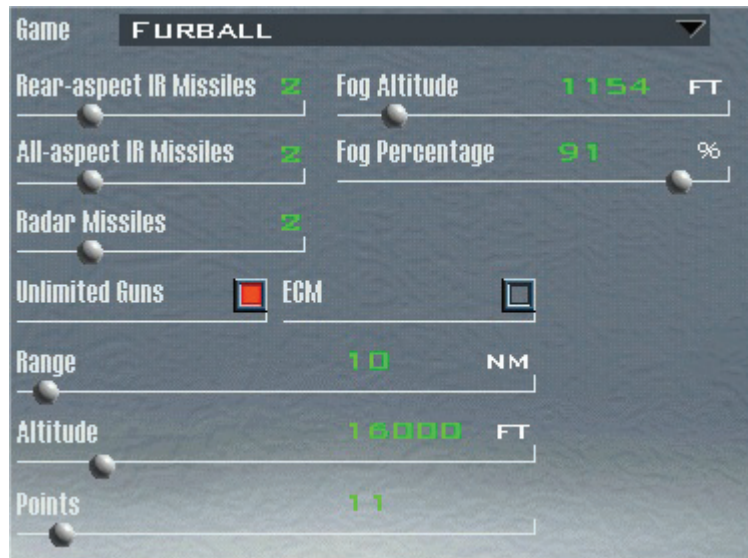 Game FURBALL
Rear-aspect IR Missiles 2 Fog Altitude 1154 FT
All-aspect IR Missiles 2 Fog Percentage 91 %
Radar Missiles 2
Unlimited Guns ECM
Range 10 NM
Altitude 16000 FT
Points 11